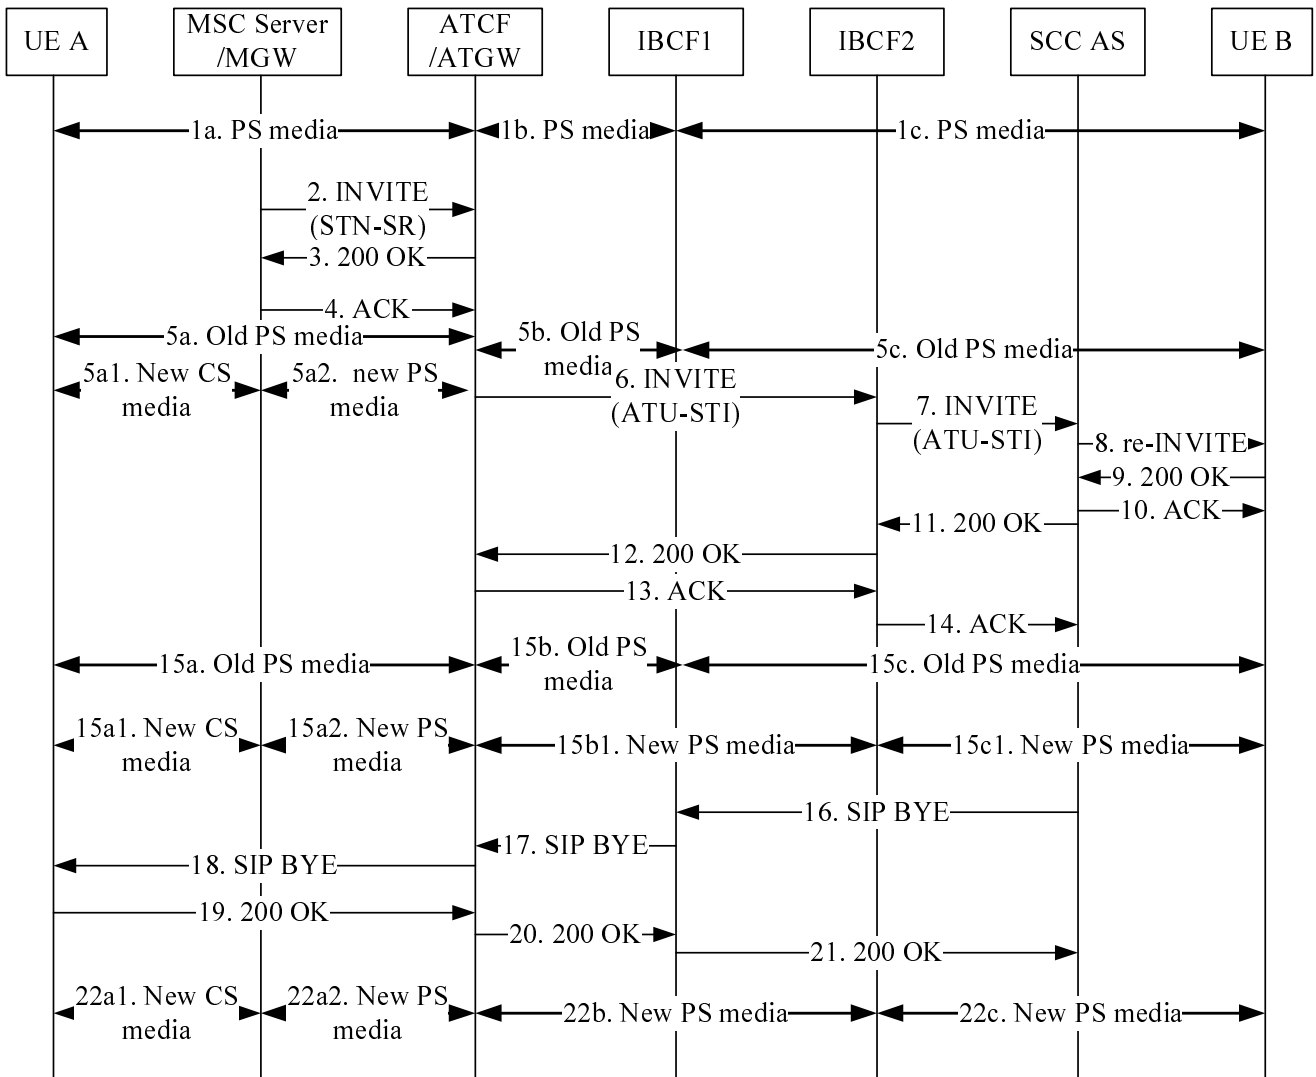 UE A
MSC Server
/MGW
ATCF
/ATGW
IBCF1
IBCF2
SCC AS
UE B
1a. PS media
1b. PS media
1c. PS media
2. INVITE
(STN-SR)
3. 200 OK
4. ACK
5a. Old PS media
5b. Old PS
media
5c. Old PS media
5a1. New CS
media
5a2. new PS
media
6. INVITE
(ATU-STI)
7. INVITE
(ATU-STI)
8. re-INVITE
9. 200 OK
10. ACK
11. 200 OK
12. 200 OK
13. ACK
14. ACK
15a. Old PS media
15b. Old PS
media
15c. Old PS media
15a1. New CS
media
15a2. New PS
media
15b1. New PS media
15c1. New PS media
16. SIP BYE
17. SIP BYE
18. SIP BYE
19. 200 OK
20. 200 OK
21. 200 OK
22a1. New CS
media
22a2. New PS
media
22b. New PS media
22c. New PS media